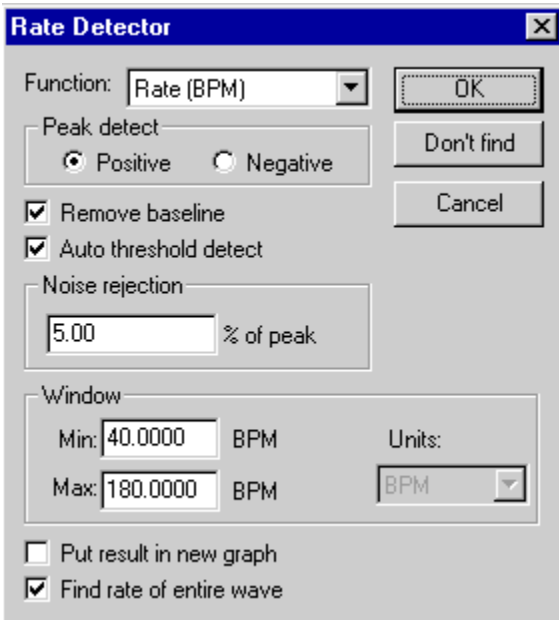 Rate Detector
Function: Rate (BPM) OK
Peak detect
Positive Negative
Don't find
Remove baseline
Cancel
Auto threshold detect
Noise rejection
5.00 % of peak
Window
Min: 40.0000 BPM Units:
Max: 180.0000 BPM BPM
Put result in new graph
Find rate of entire wave